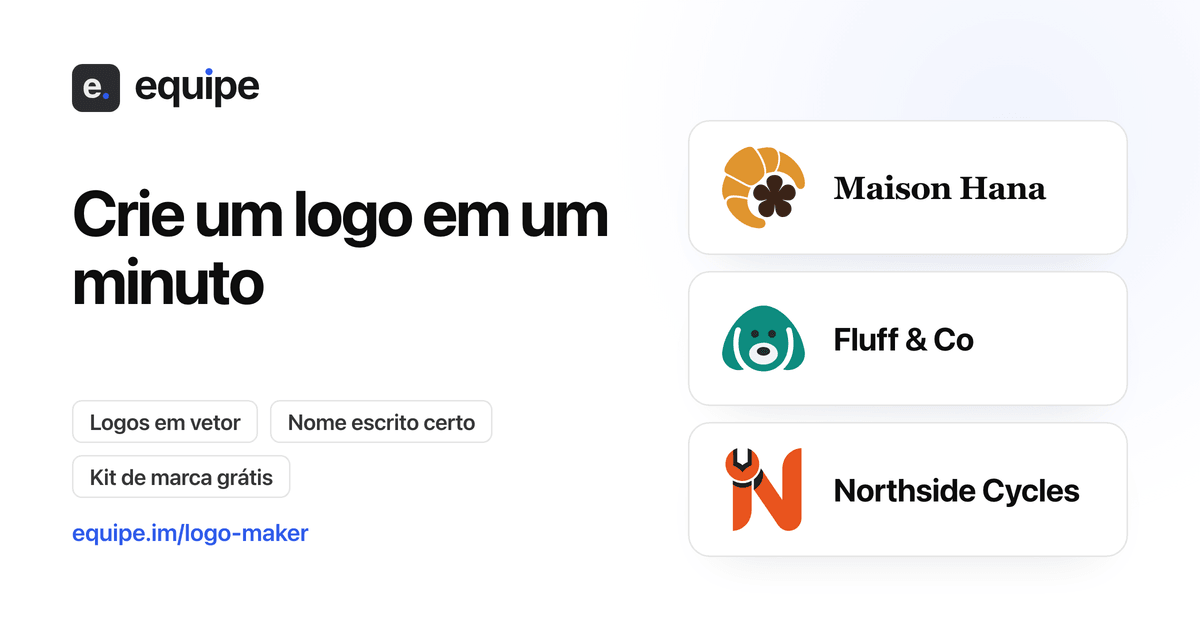 e. equipe
Crie um logo em um
minuto
Logos em vetor
Nome escrito certo
Kit de marca grátis
equipe.im/logo-maker
Maison Hana
Fluff & Co
Northside Cycles